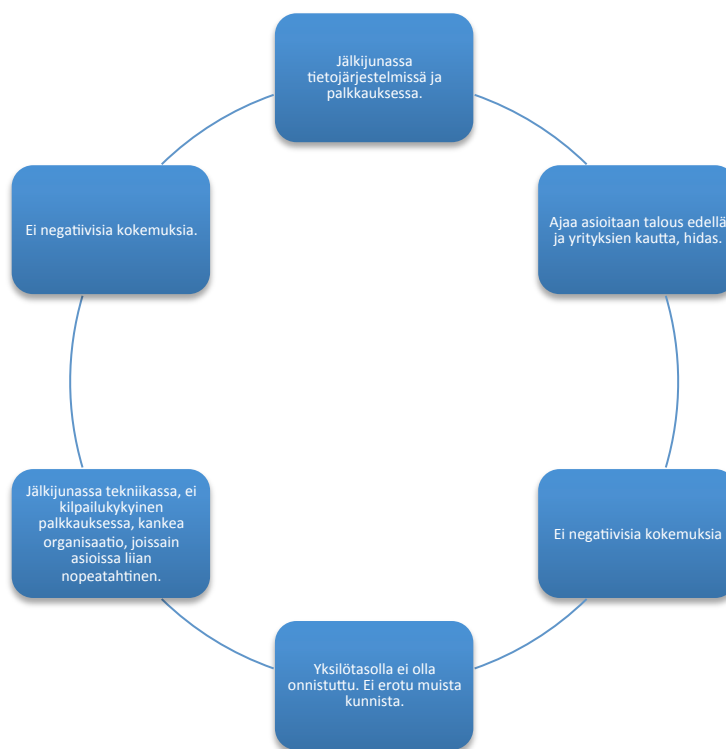 Jälkijunassa
tietojärjestelmissä ja
palkkauksessa.
Ajaa asioitaan talous edellä
ja yrityksien kautta, hidas.
Ei negatiivisia kokemuksia
Yksilötasolla ei olla
onnistuttu. Ei erotu muista
kunnista.
Jälkijunassa tekniikassa, ei
kilpailukykyinen
palkkauksessa, kankea
organisaatio, joissain
asioissa liian
nopeatahtinen.
Ei negatiivisia kokemuksia.